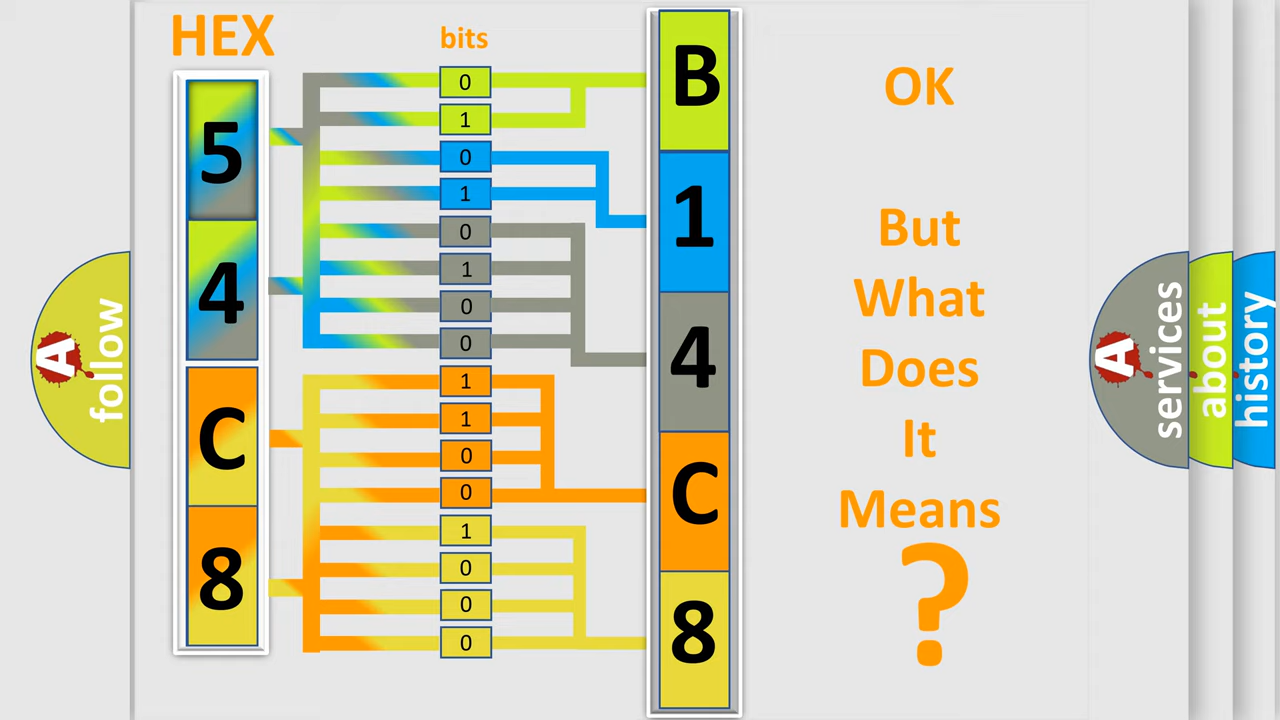 HEX
bits
5
4
C
8
0
1
0
1
0
1
0
0
1
1
0
0
1
0
0
0
B
1
4
C
8
OK
But
What
Does
It
Means
?
A
follow
A
services
about
history